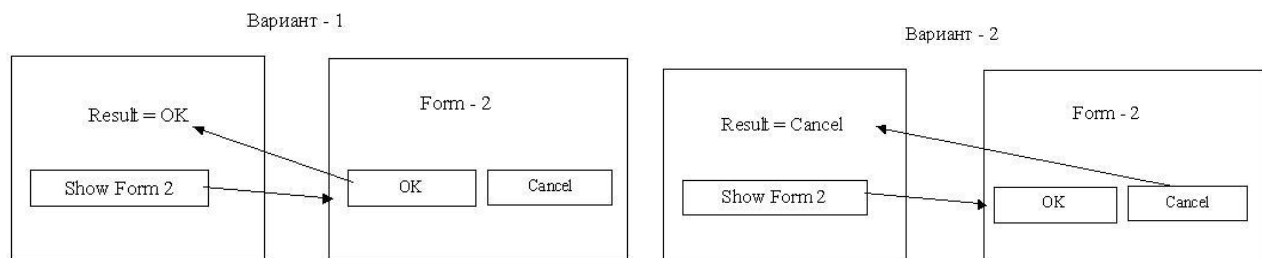 Вариант - 1
Result = OK
Show Form 2
Form - 2
OK
Cancel
Вариант - 2
Result = Cancel
Show Form 2
Form - 2
OK
Cancel